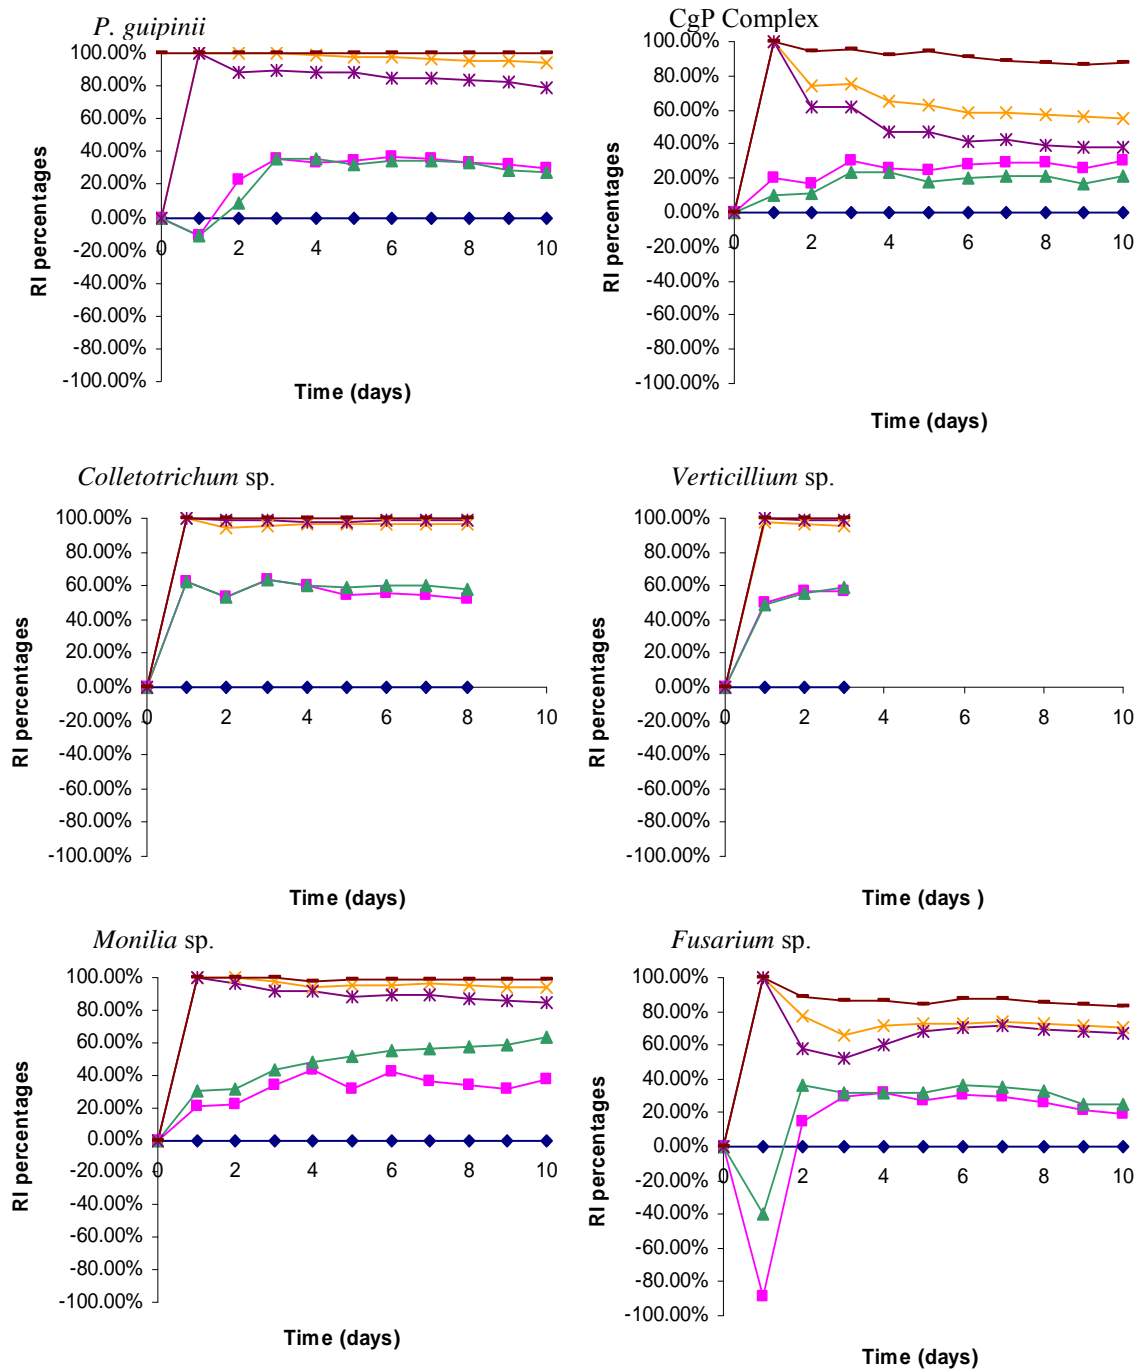 P. guipinii
100.00%
80.00%
60.00%
40.00%
20.00%
0.00%
-20.00%
-40.00%
-60.00%
-80.00%
-100.00%
0 2 4 6 8 10
RI percentages
Time (days)
CgP Complex
100.00%
80.00%
60.00%
40.00%
20.00%
0.00%
-20.00%
-40.00%
-60.00%
-80.00%
-100.00%
0 2 4 6 8 10
RI percentages
Time (days)
Colletotrichum sp.
100.00%
80.00%
60.00%
40.00%
20.00%
0.00%
-20.00%
-40.00%
-60.00%
-80.00%
-100.00%
0 2 4 6 8 10
RI percentages
Time (days)
Verticillium sp.
100.00%
80.00%
60.00%
40.00%
20.00%
0.00%
-20.00%
-40.00%
-60.00%
-80.00%
-100.00%
0 2 4 6 8 10
RI percentages
Time (days )
Monilia sp.
100.00%
80.00%
60.00%
40.00%
20.00%
0.00%
-20.00%
-40.00%
-60.00%
-80.00%
-100.00%
0 2 4 6 8 10
RI percentages
Time (days)
Fusarium sp.
100.00%
80.00%
60.00%
40.00%
20.00%
0.00%
-20.00%
-40.00%
-60.00%
-80.00%
-100.00%
0 2 4 6 8 10
RI percentages
Time (days)